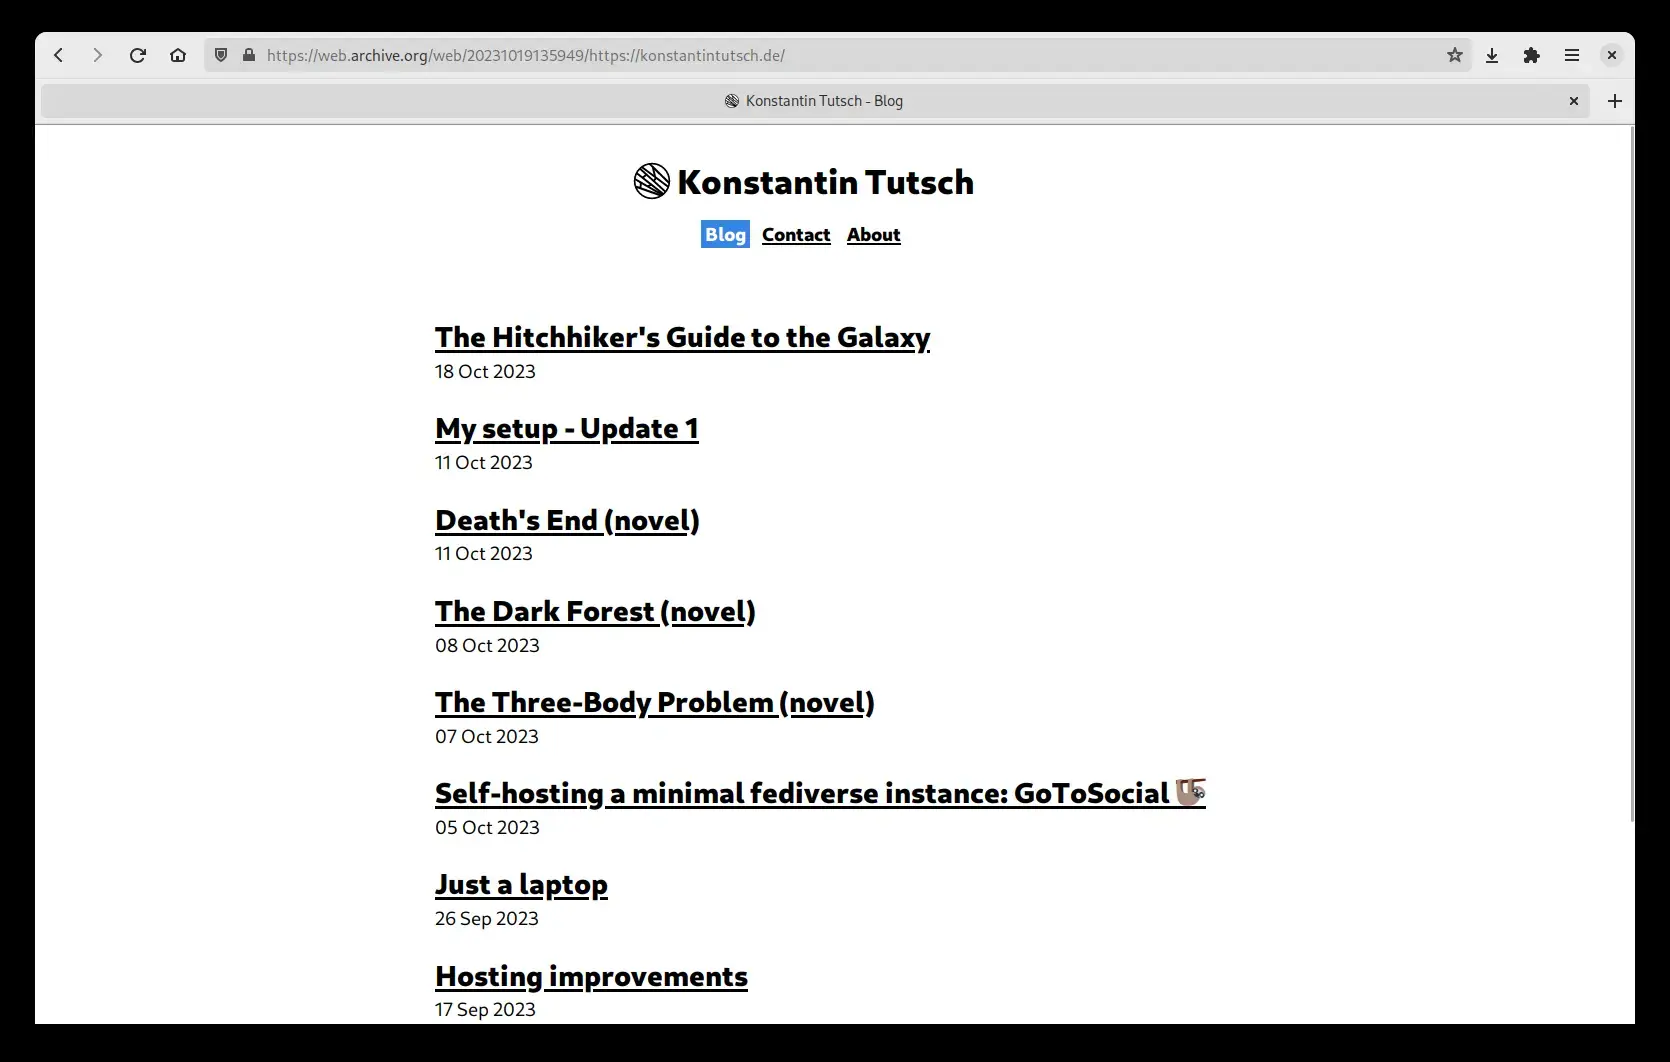 https://web.archive.org/web/20231019135949/https://konstantintutsch.de/
Konstantin Tutsch - Blog
Konstantin Tutsch
Blog Contact About
The Hitchhiker's Guide to the Galaxy
18 Oct 2023
My setup - Update 1
11 Oct 2023
Death's End (novel)
11 Oct 2023
The Dark Forest (novel)
08 Oct 2023
The Three-Body Problem (novel)
07 Oct 2023
Self-hosting a minimal fediverse instance: GoToSocial 🦥
05 Oct 2023
Just a laptop
26 Sep 2023
Hosting improvements
17 Sep 2023